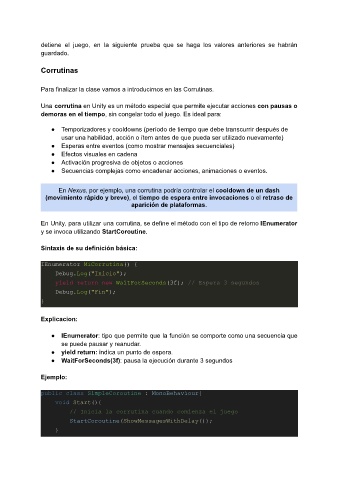 detiene el juego, en la siguiente prueba que se haga los valores anteriores se habrán
guardado.
Corrutinas
Para finalizar la clase vamos a introducirnos en las Corrutinas.
Una corrutina en Unity es un método especial que permite ejecutar acciones con pausas o
demoras en el tiempo, sin congelar todo el juego. Es ideal para:
● Temporizadores y cooldowns (período de tiempo que debe transcurrir después de
usar una habilidad, acción o ítem antes de que pueda ser utilizado nuevamente)
● Esperas entre eventos (como mostrar mensajes secuenciales)
● Efectos visuales en cadena
● Activación progresiva de objetos o acciones
● Secuencias complejas como encadenar acciones, animaciones o eventos.
En Nexus, por ejemplo, una corrutina podría controlar el cooldown de un dash
(movimiento rápido y breve), el tiempo de espera entre invocaciones o el retraso de
aparición de plataformas.
En Unity, para utilizar una corrutina, se define el método con el tipo de retorno IEnumerator
y se invoca utilizando StartCoroutine.
Sintaxis de su definición básica:
IEnumerator MiCorrutina() {
Debug.Log("Inicio");
yield return new WaitForSeconds(3f); // Espera 3 segundos
Debug.Log("Fin");
}
Explicacion:
● IEnumerator: tipo que permite que la función se comporte como una secuencia que
se puede pausar y reanudar.
● yield return: indica un punto de espera
● WaitForSeconds(3f): pausa la ejecución durante 3 segundos
Ejemplo:
public class SimpleCoroutine : MonoBehaviour{
void Start(){
// Inicia la corrutina cuando comienza el juego
StartCoroutine(ShowMessagesWithDelay());
}